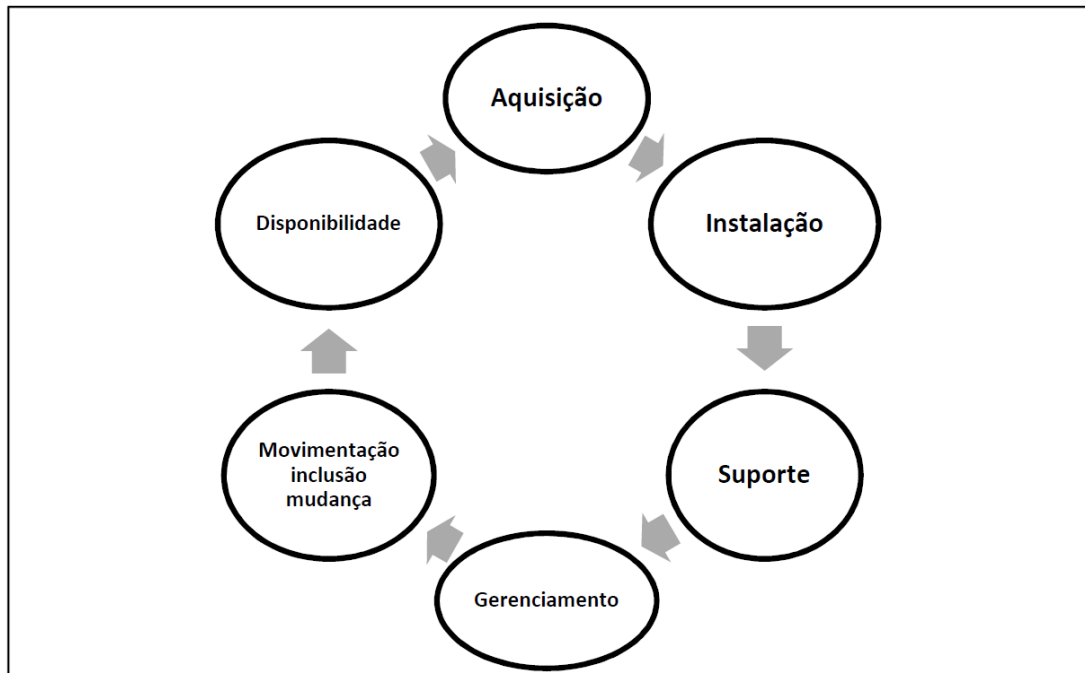 Aquisição
Instalação
Suporte
Gerenciamento
Movimentação
inclusão
mudança
Disponibilidade